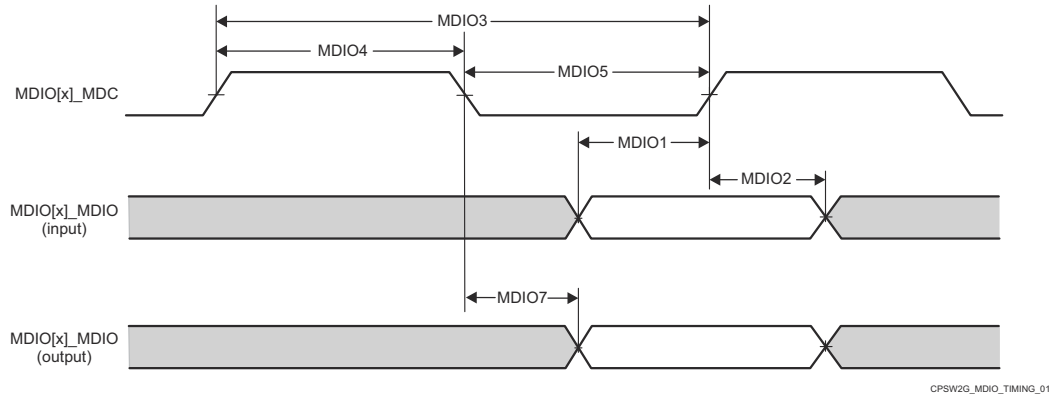 MDIO3
MDIO4
MDIO5
MDIO[x]_MDC
MDIO1
MDIO2
MDIO[x]_MDIO
(input)
MDIO7
MDIO[x]_MDIO
(output)
CPSW2G_MDIO_TIMING_01